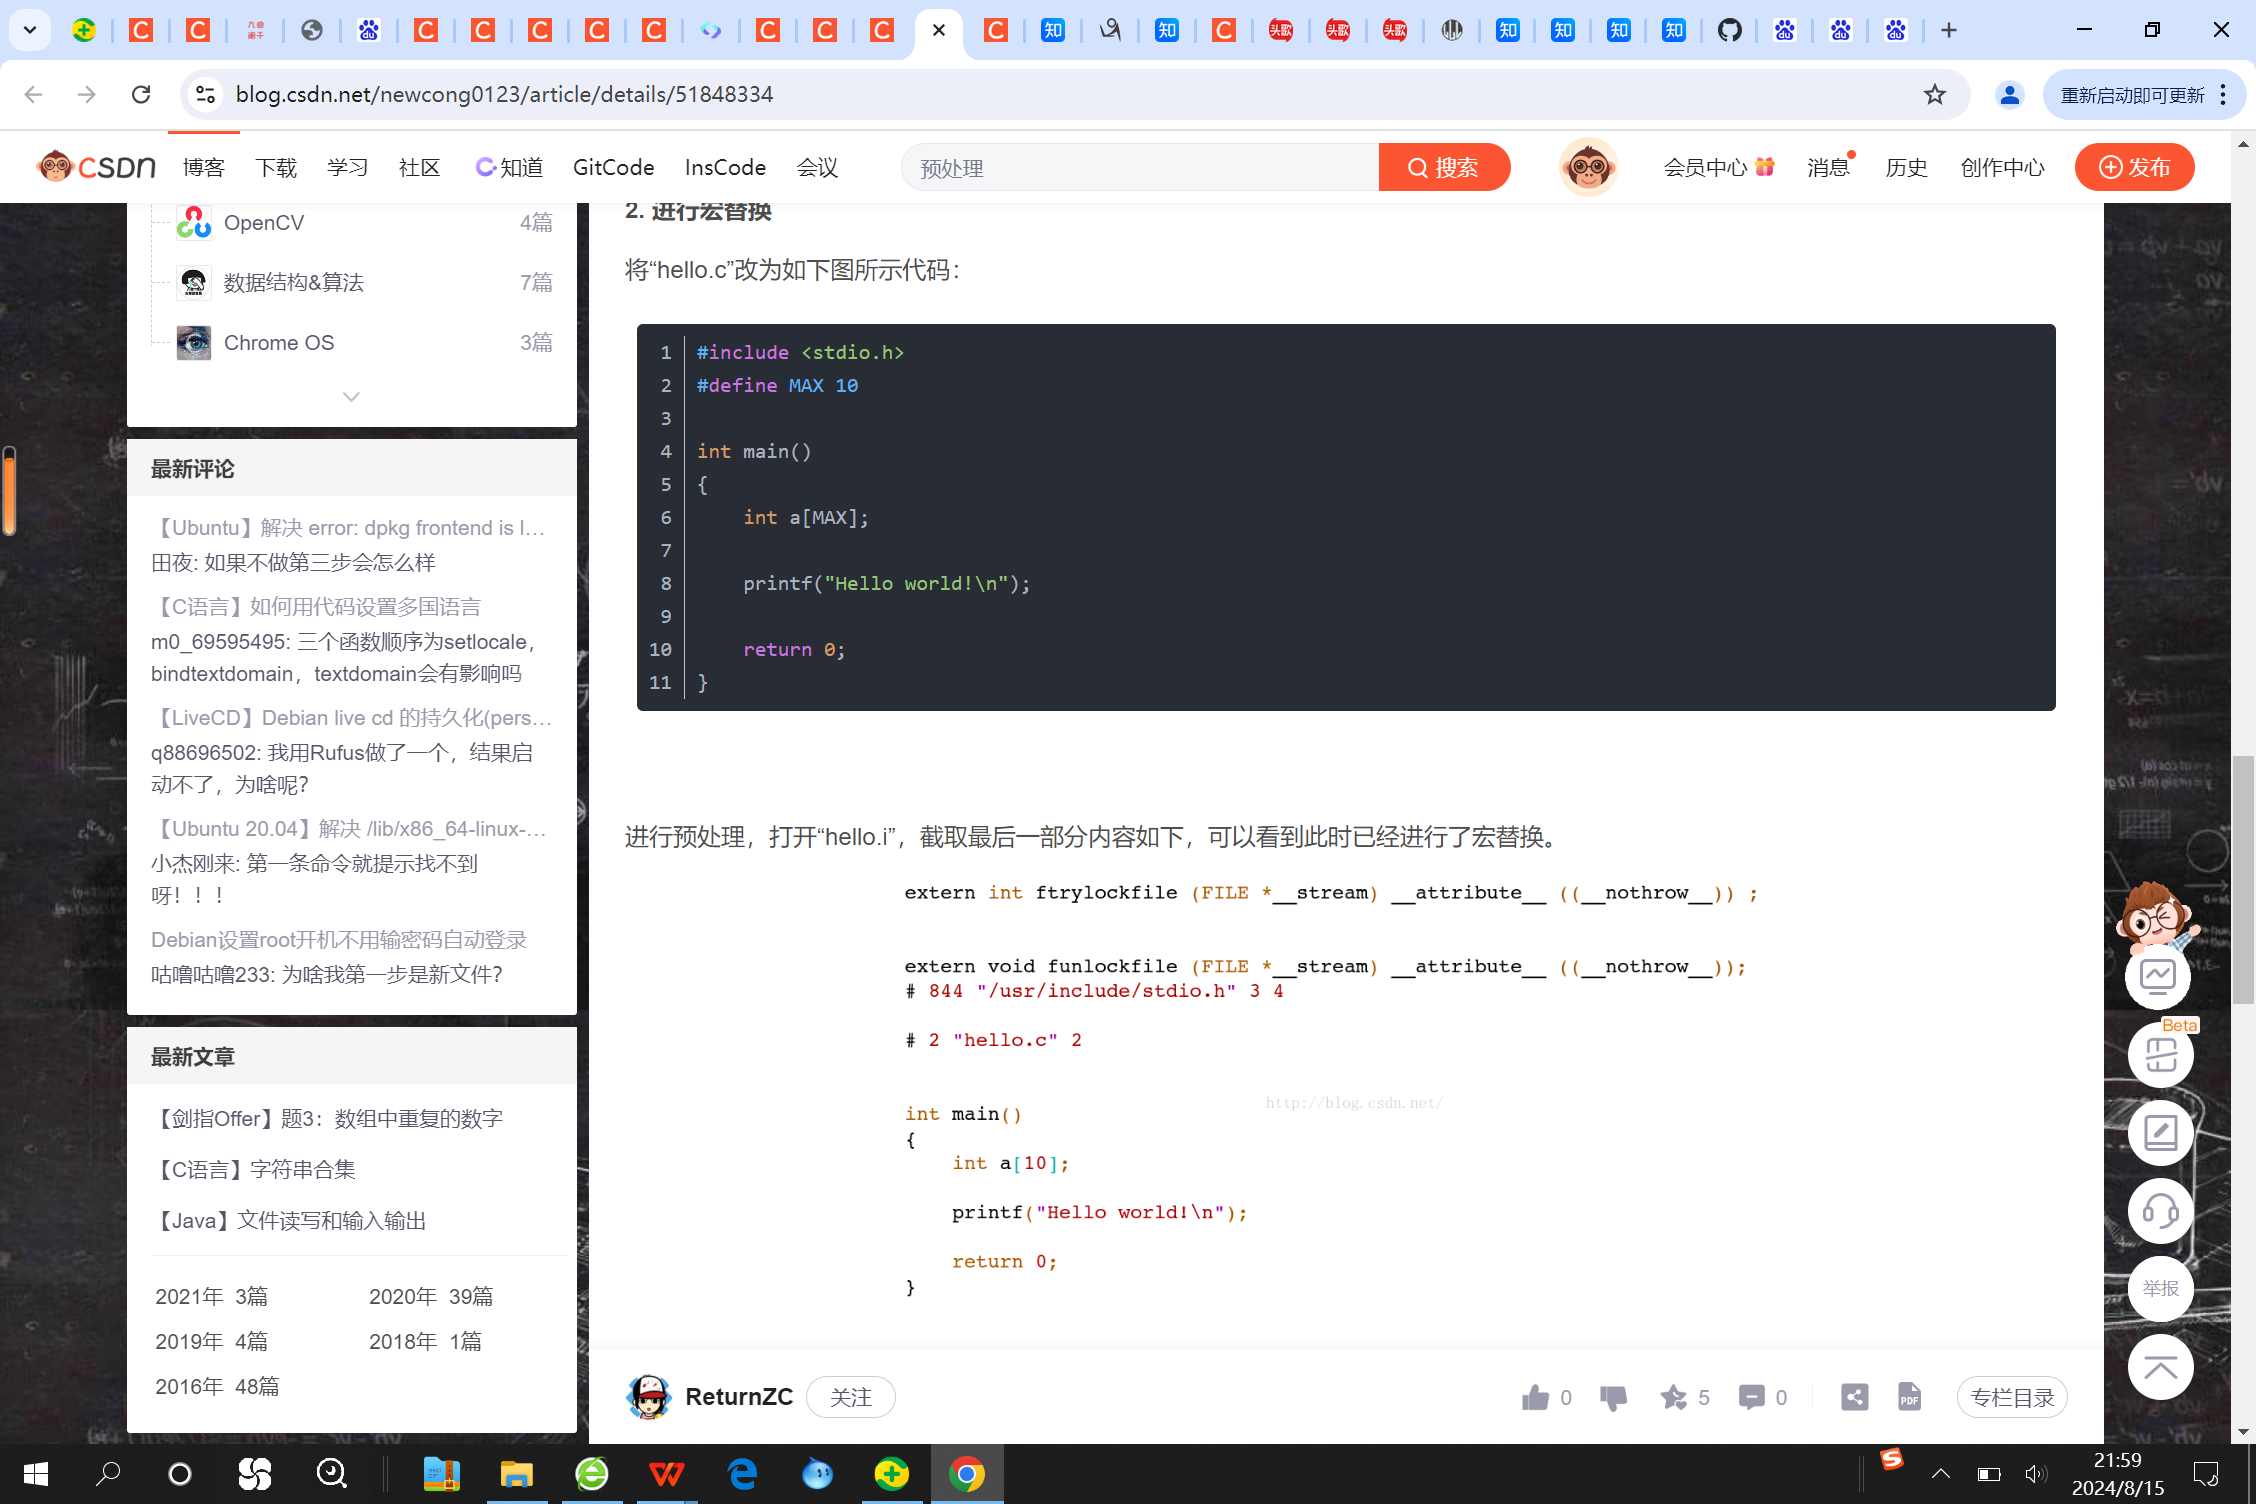 blog.csdn.net/newcong0123/article/details/51848334
重新启动即可更新
CSDN 博客 下载 学习 社区 知道 GitCode InsCode 会议 预处理 搜索 会员中心 消息 历史 创作中心 发布
OpenCV 4篇
数据结构&算法 7篇
Chrome OS 3篇
最新评论
【Ubuntu】解决 error: dpkg frontend is l…
田夜: 如果不做第三步会怎么样
【C语言】如何用代码设置多国语言
m0_69595495: 三个函数顺序为setlocale，
bindtextdomain，textdomain会有影响吗
【LiveCD】Debian live cd 的持久化(pers…
q88696502: 我用Rufus做了一个，结果启
动不了，为啥呢？
【Ubuntu 20.04】解决 /lib/x86_64-linux-…
小杰刚来: 第一条命令就提示找不到
呀！！！
Debian设置root开机不用输密码自动登录
咕噜咕噜233: 为啥我第一步是新文件？
最新文章
【剑指Offer】题3：数组中重复的数字
【C语言】字符串合集
【Java】文件读写和输入输出
2021年 3篇 2020年 39篇
2019年 4篇 2018年 1篇
2016年 48篇
2. 进行宏替换
将“hello.c”改为如下图所示代码：
1 #include <stdio.h>
2 #define MAX 10
3
4 int main()
5 {
6 int a[MAX];
7
8 printf("Hello world!\n");
9
10 return 0;
11 }
进行预处理，打开“hello.i”，截取最后一部分内容如下，可以看到此时已经进行了宏替换。
extern int ftrylockfile (FILE *__stream) __attribute__ ((__nothrow__)) ;
extern void funlockfile (FILE *__stream) __attribute__ ((__nothrow__));
# 844 "/usr/include/stdio.h" 3 4
# 2 "hello.c" 2
http://blog.csdn.net/
int main()
{
int a[10];
printf("Hello world!\n");
return 0;
}
ReturnZC 关注 0 5 0 PDF 专栏目录
Beta
举报
21:59
2024/8/15